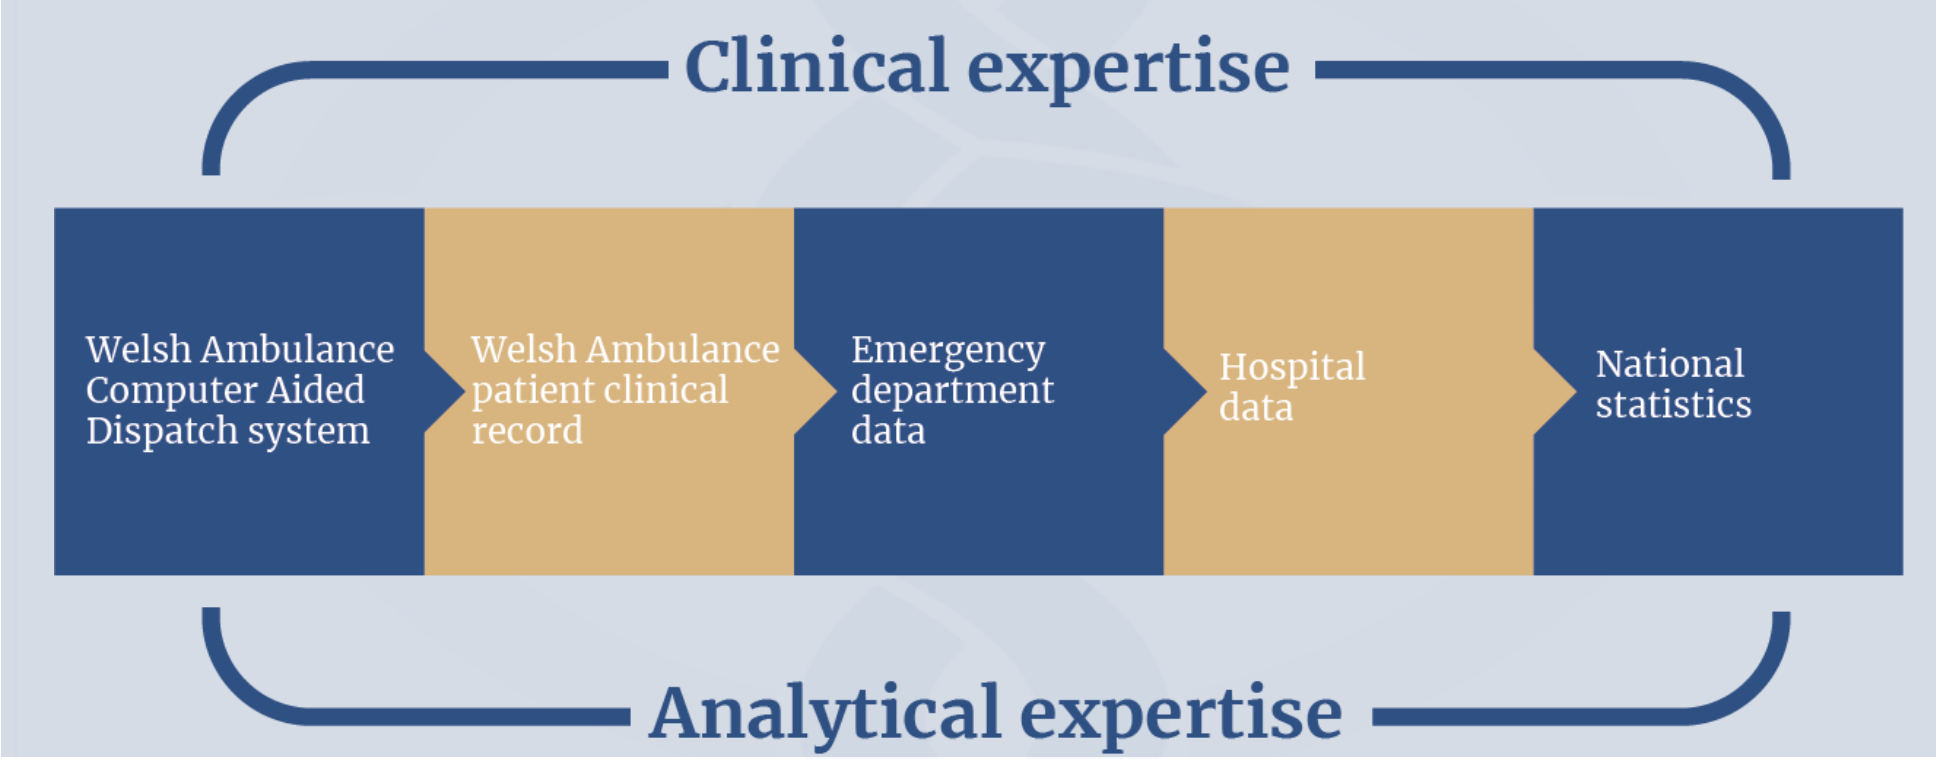 Clinical expertise
Welsh Ambulance
Computer Aided
Dispatch system
Welsh Ambulance
patient clinical
record
Emergency
department
data
Hospital
data
National
statistics
Analytical expertise